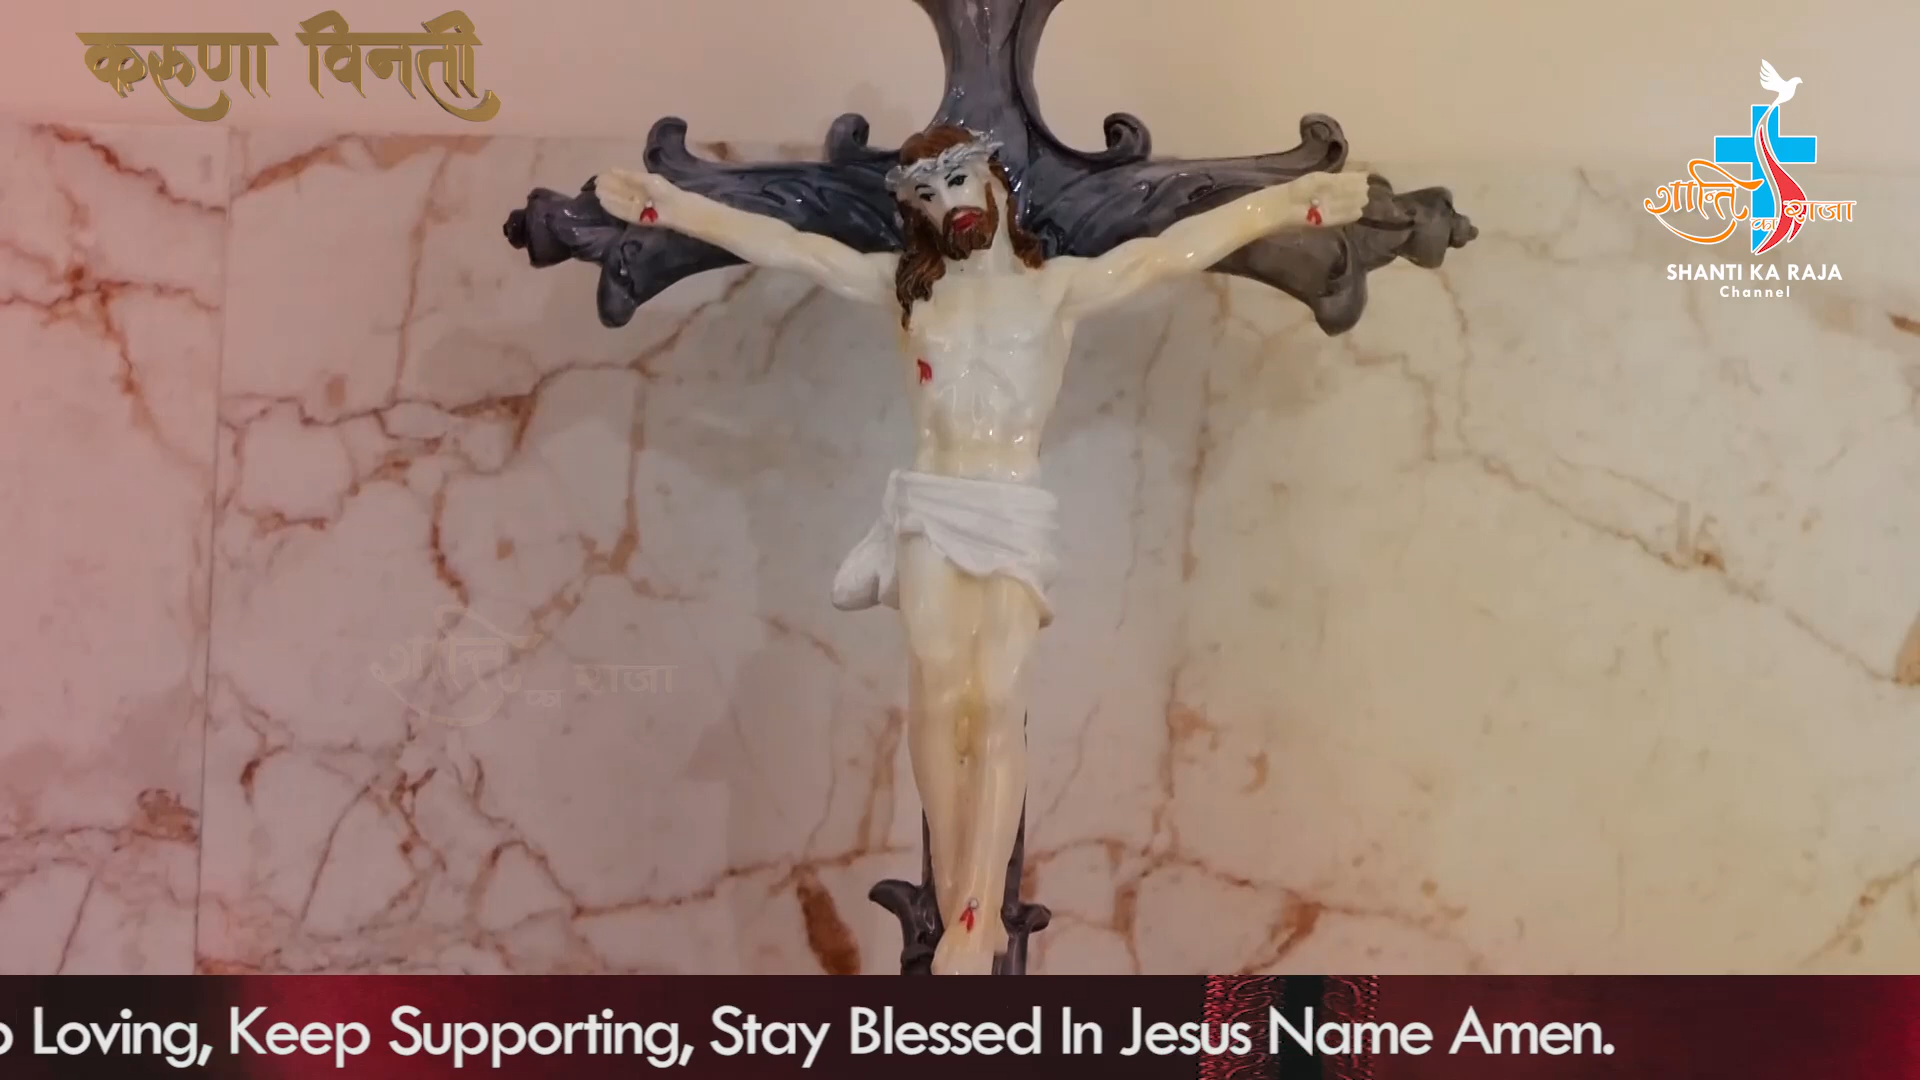 करुणा विनती
शान्ति का राजा
SHANTI KA RAJA
Channel
शान्ति का राजा
Loving, Keep Supporting, Stay Blessed In Jesus Name Amen.